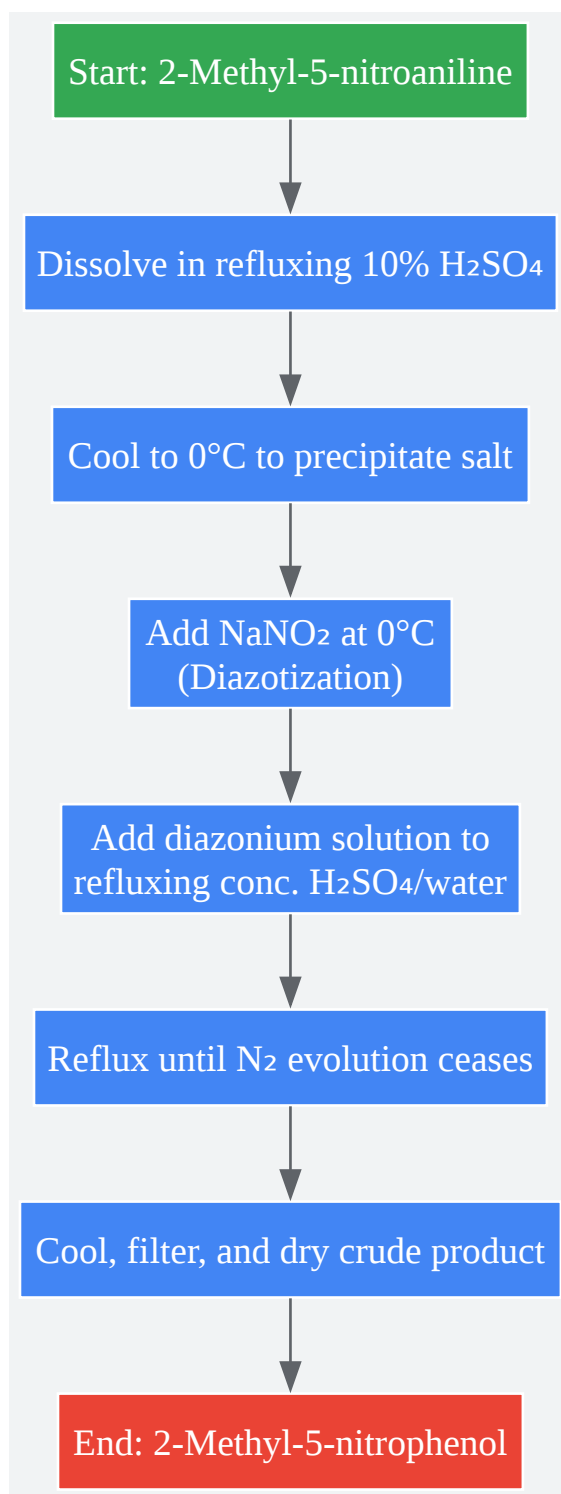 Start: 2-Methyl-5-nitroaniline
Dissolve in refluxing 10% H₂SO₄
Cool to 0°C to precipitate salt
Add NaNO₂ at 0°C
(Diazotization)
Add diazonium solution to
refluxing conc. H₂SO₄/water
Reflux until N₂ evolution ceases
Cool, filter, and dry crude product
End: 2-Methyl-5-nitrophenol